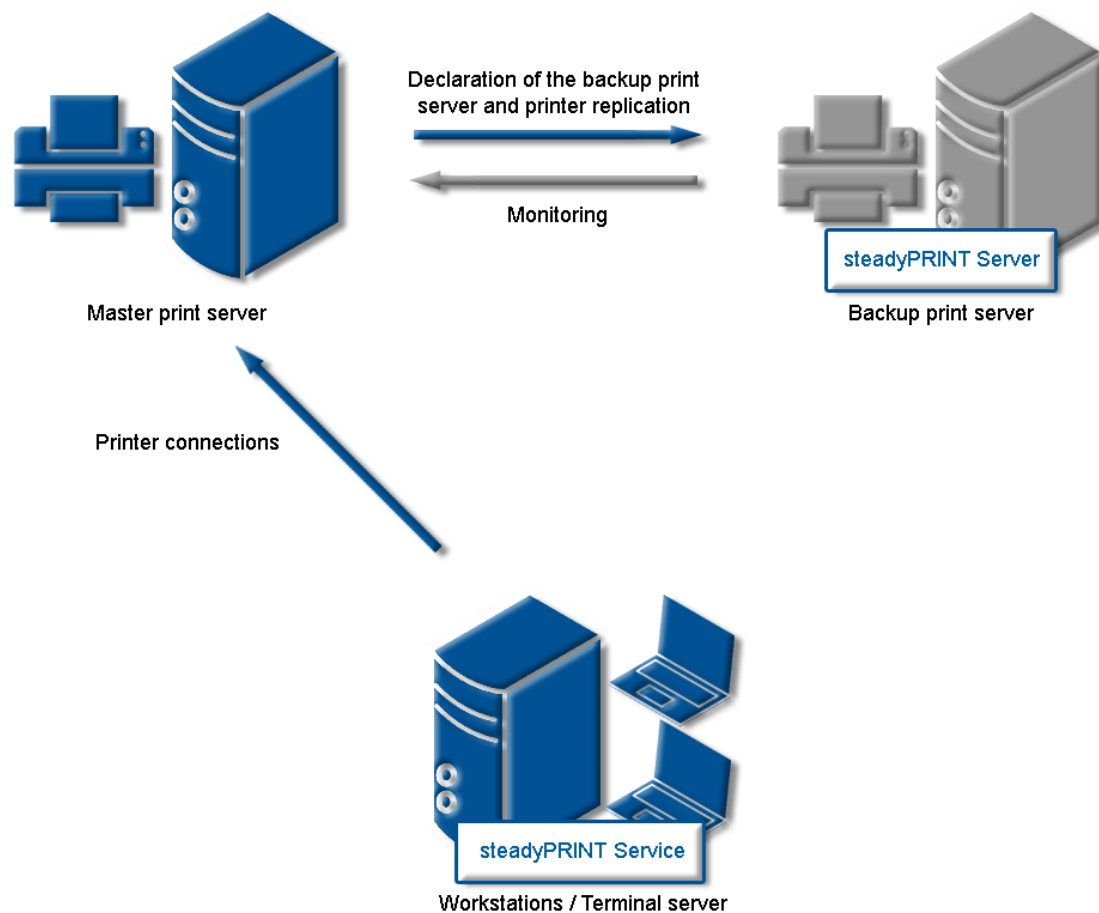 Declaration of the backup print
server and printer replication
Monitoring
steadyPRINT Server
Master print server
Backup print server
Printer connections
steadyPRINT Service
Workstations / Terminal server